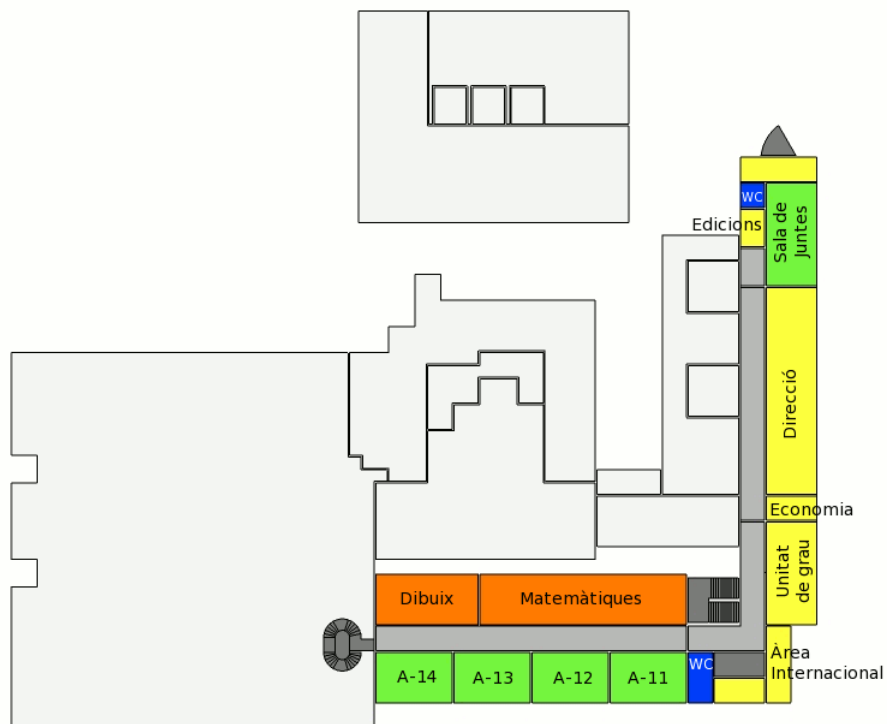 WC
Edicions
Sala de
Juntes
Direcció
Economia
Unitat
de grau
Dibuix
Matemàtiques
Àrea
Internacional
A-14
A-13
A-12
A-11
WC